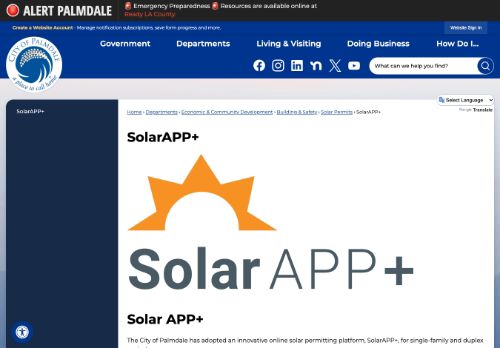 ALERT PALMDALE
🚨 Emergency Preparedness 🚨 Resources are available online at
Ready LA County.
Create a Website Account - Manage notification subscriptions, save form progress and more.
Website Sign In
CITY OF PALMDALE
a place to call home
Government
Departments
Living & Visiting
Doing Business
How Do I...
What can we help you find?
Select Language
Google Translate
SolarAPP+
Home › Departments › Economic & Community Development › Building & Safety › Solar Permits › SolarAPP+
SolarAPP+
Solar APP+
Solar APP+
The City of Palmdale has adopted an innovative online solar permitting platform, SolarAPP+, for single-family and duplex